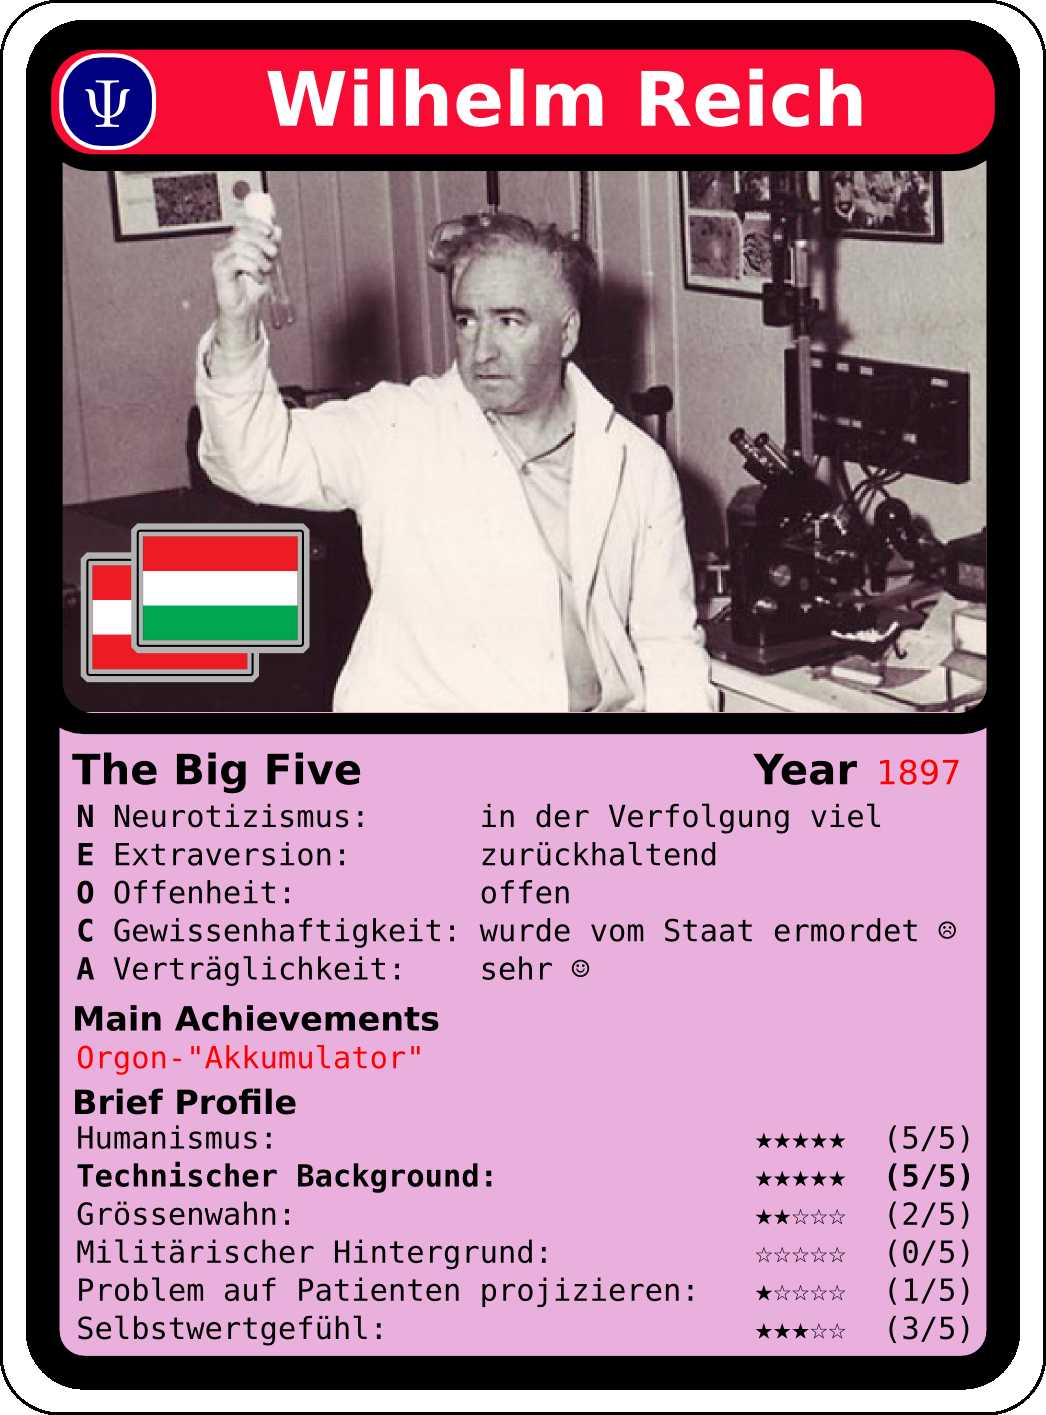 Ψ Wilhelm Reich
The Big Five Year 1897
N Neurotizismus: in der Verfolgung viel
E Extraversion: zurückhaltend
O Offenheit: offen
C Gewissenhaftigkeit: wurde vom Staat ermordet ☹
A Verträglichkeit: sehr ☺
Main Achievements
Orgon-"Akkumulator"
Brief Profile
Humanismus: ★★★★★ (5/5)
Technischer Background: ★★★★★ (5/5)
Grössenwahn: ★★☆☆☆ (2/5)
Militärischer Hintergrund: ☆☆☆☆☆ (0/5)
Problem auf Patienten projizieren: ★☆☆☆☆ (1/5)
Selbstwertgefühl: ★★★☆☆ (3/5)